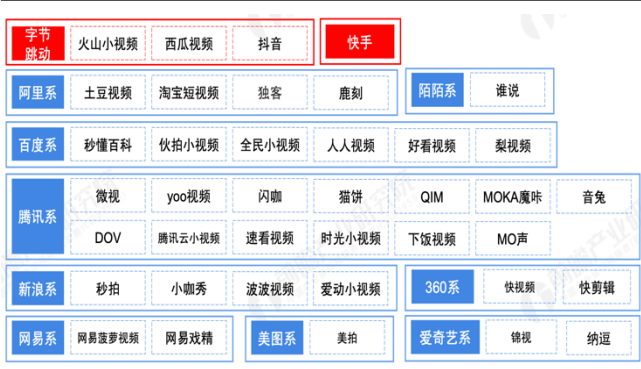 字节
跳动
火山小视频
西瓜视频
抖音
快手
阿里系
土豆视频
淘宝短视频
独客
鹿刻
陌陌系
谁说
百度系
秒懂百科
伙拍小视频
全民小视频
人人视频
好看视频
梨视频
腾讯系
微视
yoo视频
闪咖
猫饼
QIM
MOKA魔咔
音兔
DOV
腾讯云小视频
速看视频
时光小视频
下饭视频
MO声
新浪系
秒拍
小咖秀
波波视频
爱动小视频
360系
快视频
快剪辑
网易系
网易菠萝视频
网易戏精
美图系
美拍
爱奇艺系
锦视
纳逗